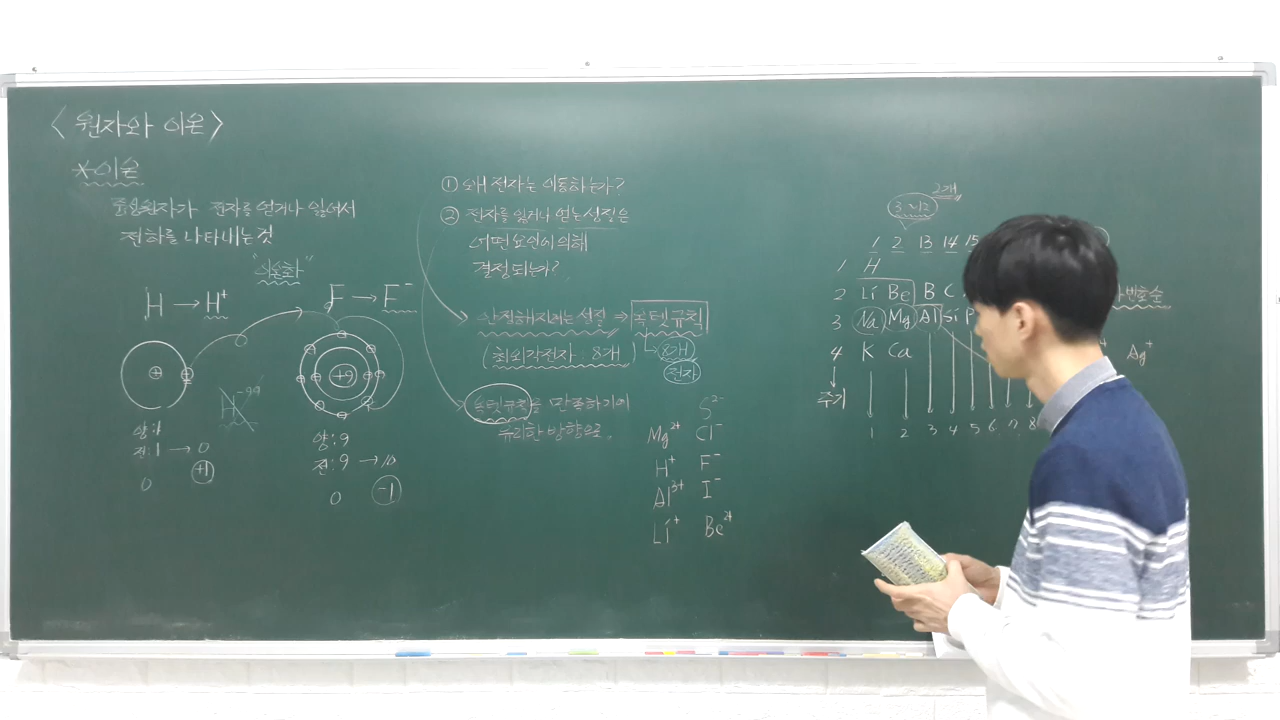 <원자와 이온>
*이온
중성원자가 전자를 얻거나 잃어서
전하를 나타내는 것
"이온화"
H → H⁺
F → F⁻
+
+9
H⁻⁹⁹
양:1
전:1 → 0
0
+1
양:9
전:9 → 10
0
-1
① 왜 전자는 이동하는가?
② 전자를 잃거나 얻는 성질은
어떤 요인에 의해
결정되는가?
안정해지려는 성질 → 옥텟규칙
(최외각전자 : 8개)
8개
전자
옥텟규칙을 만족하기에
유리한 방향으로.
S²⁻
Mg²⁺ Cl⁻
H⁺ F⁻
Al³⁺ I⁻
Li⁺ Be²⁺
2개
1 2 13 14 15
1 H
2 Li Be B C
3 Na Mg Al Si P
4 K Ca
Ag⁺
주기
1 2 3 4 5 6 7 8